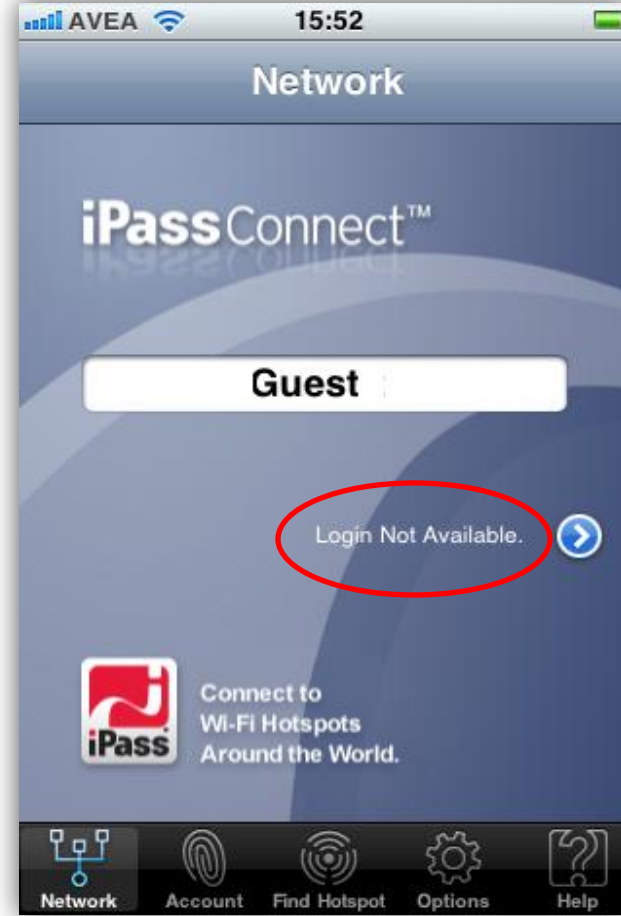 AVEA 15:52
Network
iPassConnect™
Guest
Login Not Available.
iPass
Connect to
Wi-Fi Hotspots
Around the World.
Network Account Find Hotspot Options Help